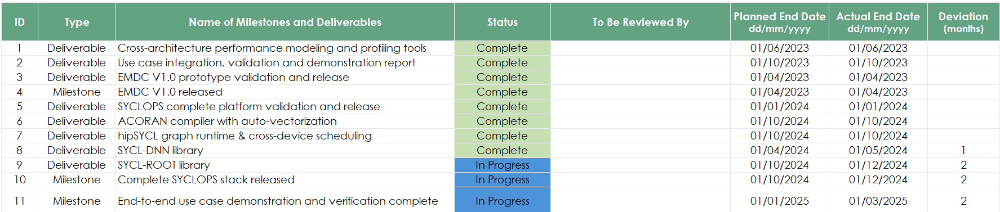 ID Type Name of Milestones and Deliverables Status To Be Reviewed By Planned End Date dd/mm/yyyy Actual End Date dd/mm/yyyy Deviation (months)
1 Deliverable Cross-architecture performance modeling and profiling tools Complete 01/06/2023 01/06/2023
2 Deliverable Use case integration, validation and demonstration report Complete 01/10/2023 01/10/2023
3 Deliverable EMDC V1.0 prototype validation and release Complete 01/04/2023 01/04/2023
4 Milestone EMDC V1.0 released Complete 01/04/2023 01/04/2023
5 Deliverable SYCLOPS complete platform validation and release Complete 01/01/2024 01/01/2024
6 Deliverable ACORAN compiler with auto-vectorization Complete 01/10/2024 01/10/2024
7 Deliverable hipSYCL graph runtime & cross-device scheduling Complete 01/10/2024 01/10/2024
8 Deliverable SYCL-DNN library Complete 01/04/2024 01/05/2024 1
9 Deliverable SYCL-ROOT library In Progress 01/10/2024 01/12/2024 2
10 Milestone Complete SYCLOPS stack released In Progress 01/10/2024 01/12/2024 2
11 Milestone End-to-end use case demonstration and verification complete In Progress 01/01/2025 01/03/2025 2